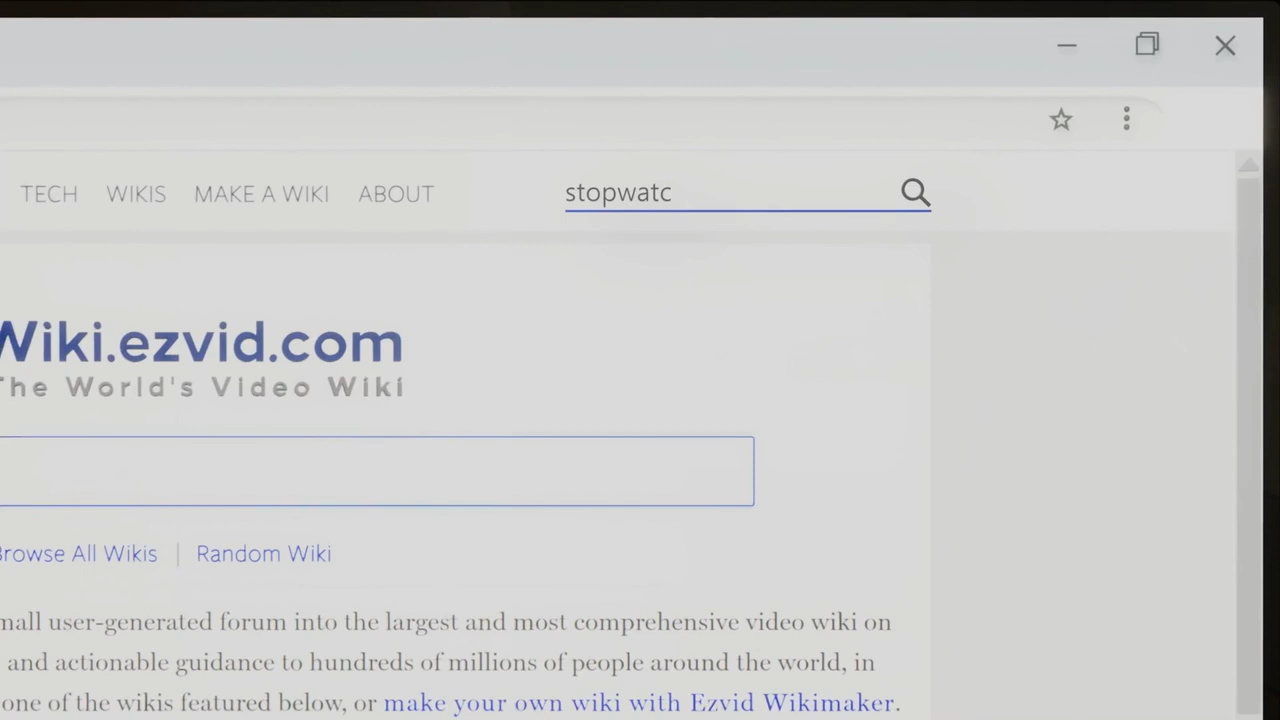 TECH WIKIS MAKE A WIKI ABOUT stopwatc
Wiki.ezvid.com
The World's Video Wiki
Browse All Wikis | Random Wiki
mall user-generated forum into the largest and most comprehensive video wiki on
and actionable guidance to hundreds of millions of people around the world, in
one of the wikis featured below, or make your own wiki with Ezvid Wikimaker.